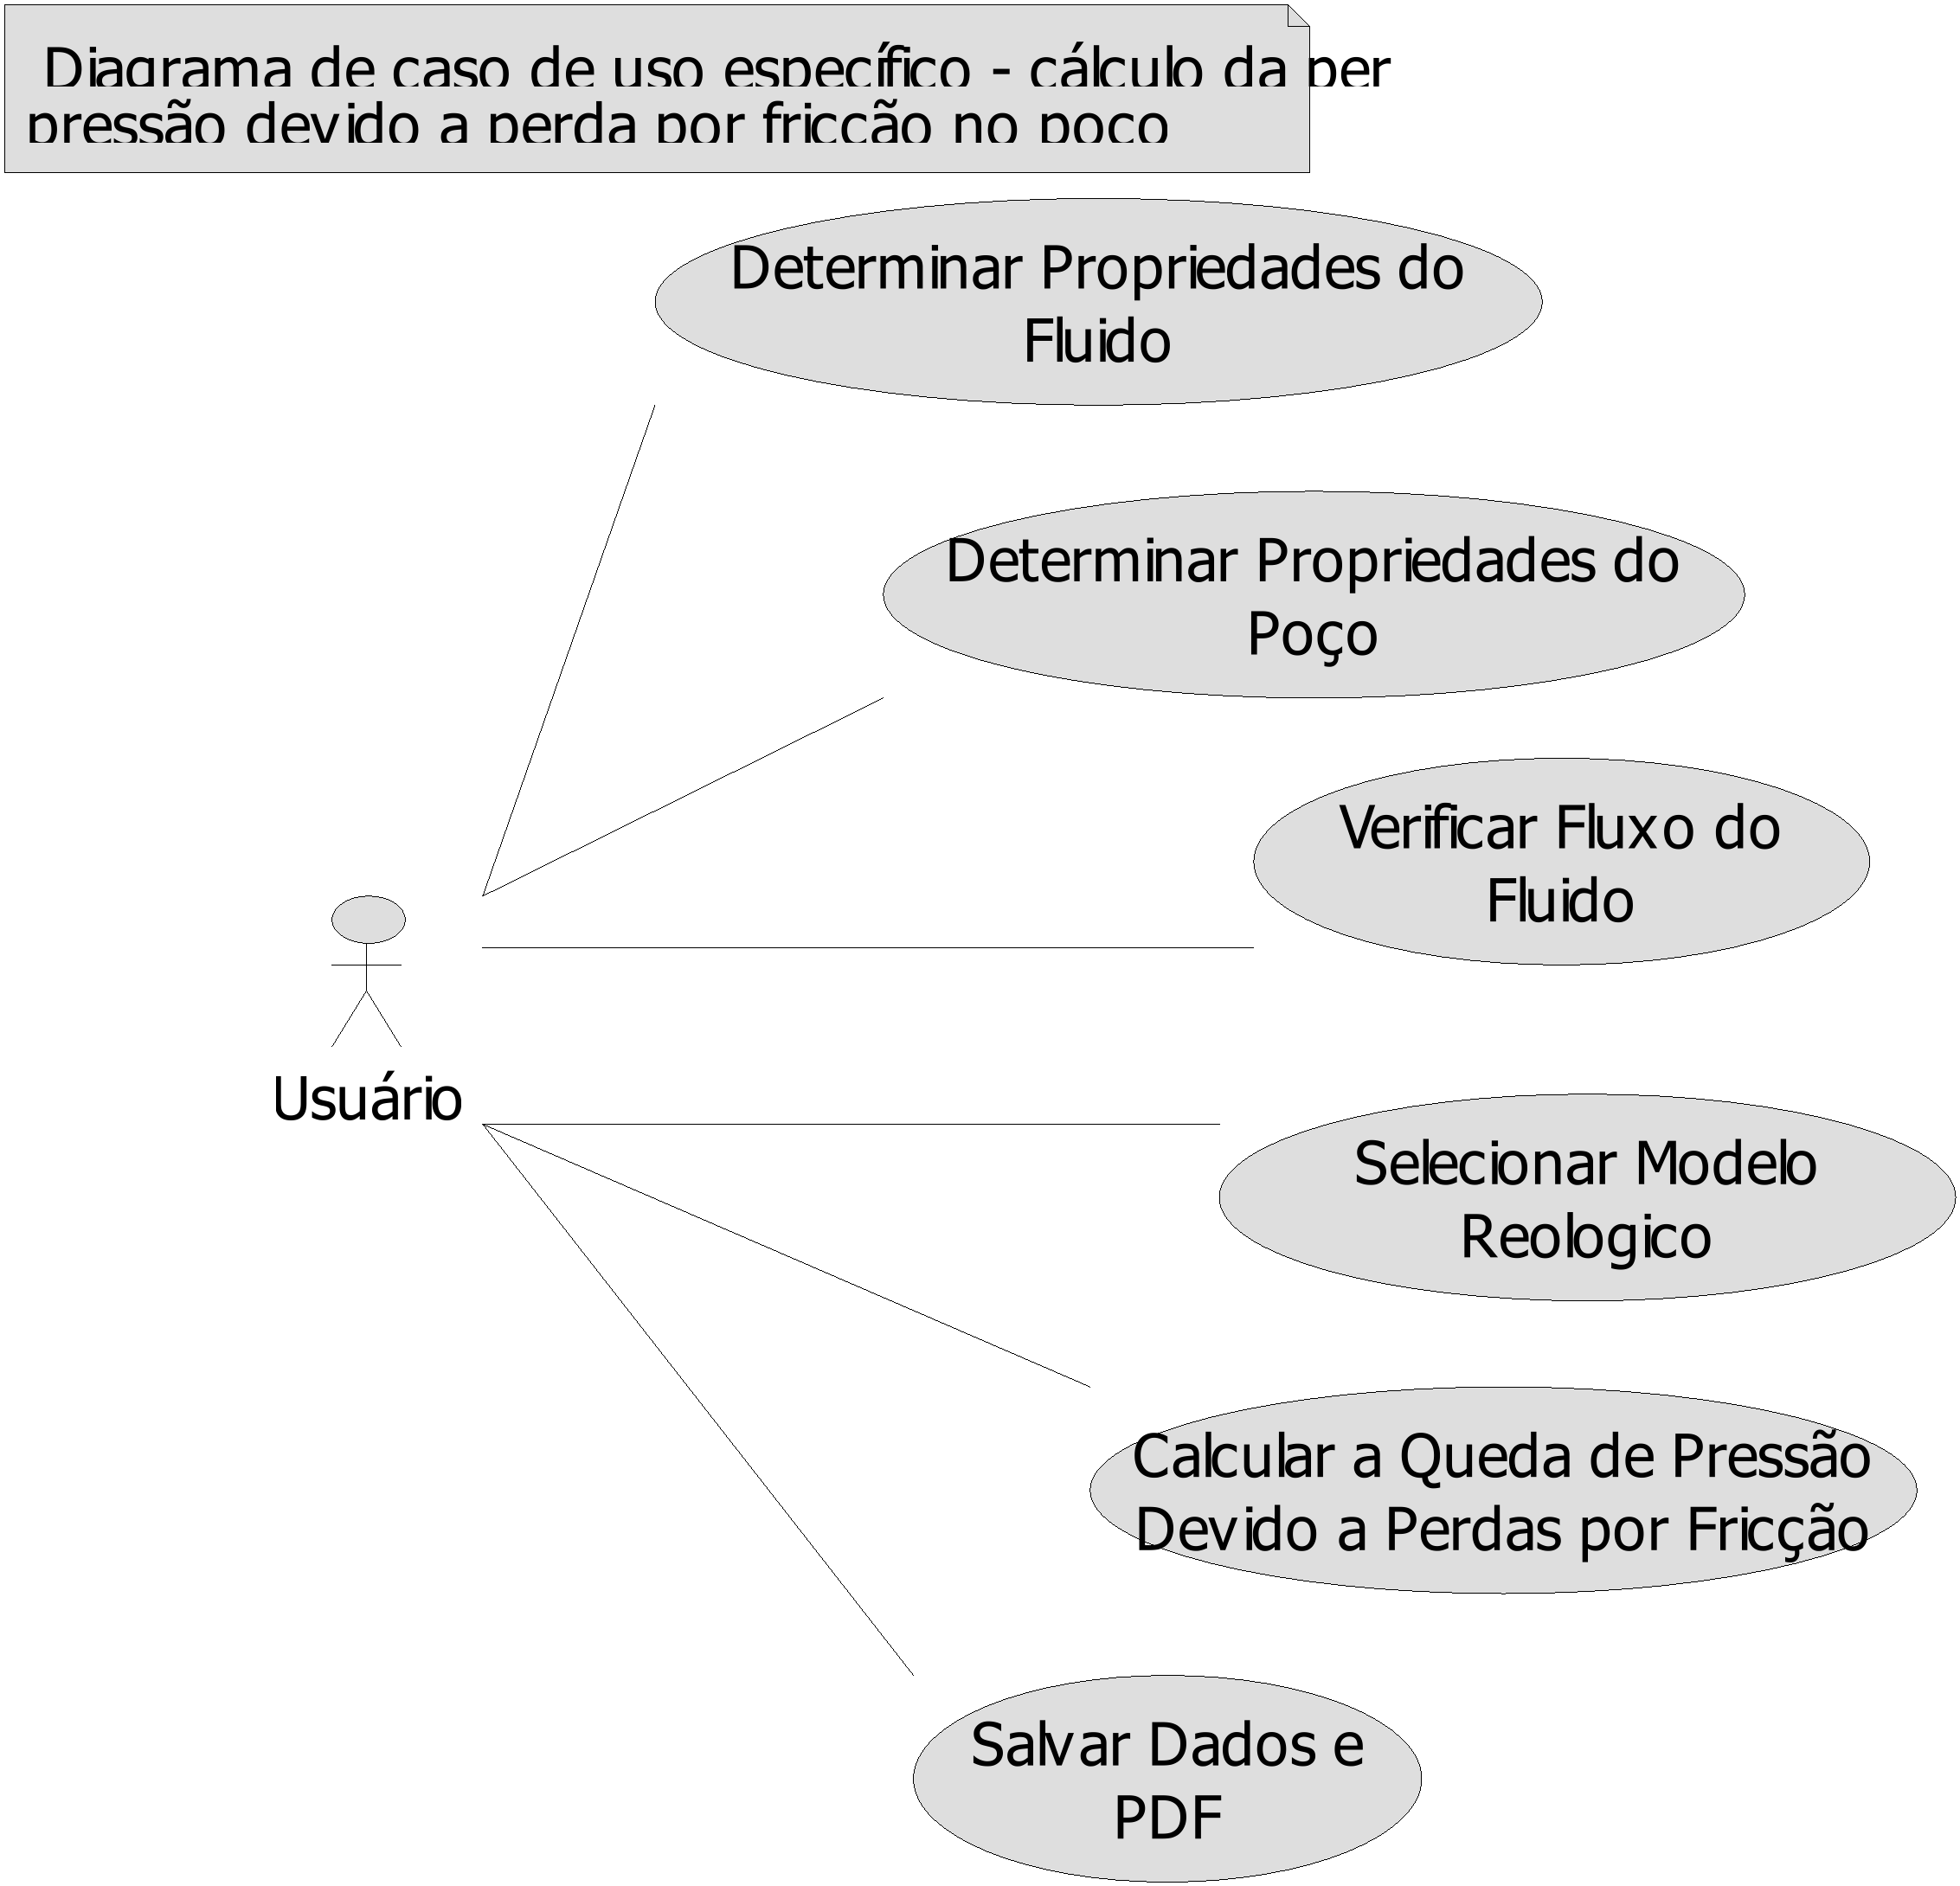 Diagrama de caso de uso específico - cálculo da per
pressão devido a perda por fricção no poço
Determinar Propriedades do
Fluido
Determinar Propriedades do
Poço
Verificar Fluxo do
Fluido
Usuário
Selecionar Modelo
Reologico
Calcular a Queda de Pressão
Devido a Perdas por Fricção
Salvar Dados e
PDF